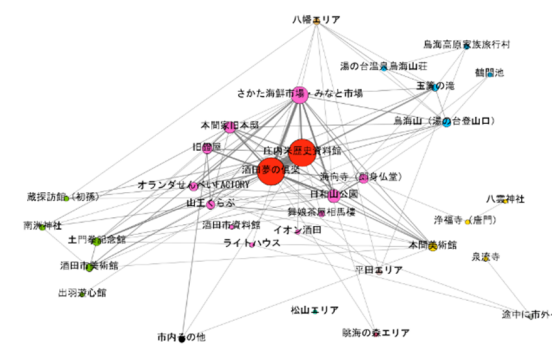 八幡エリア
鳥海高原家族旅行村
湯の台温泉鳥海山荘
鶴間池
玉簾の滝
さかた海鮮市場・みなと市場
鳥海山（湯の台登山口）
本間家旧本邸
旧鐙屋
庄内米歴史資料館
酒田夢の倶楽
海向寺（即身仏堂）
オランダせんべいFACTORY
日和山公園
蔵探訪館（初孫）
山王くらぶ
八雲神社
舞娘茶屋相馬樓
浄福寺（唐門）
南洲神社
酒田市資料館
イオン酒田
土門拳記念館
ライトハウス
本間美術館
泉流寺
酒田市美術館
平田エリア
出羽遊心館
松山エリア
途中に市外へ
市内その他
眺海の森エリア